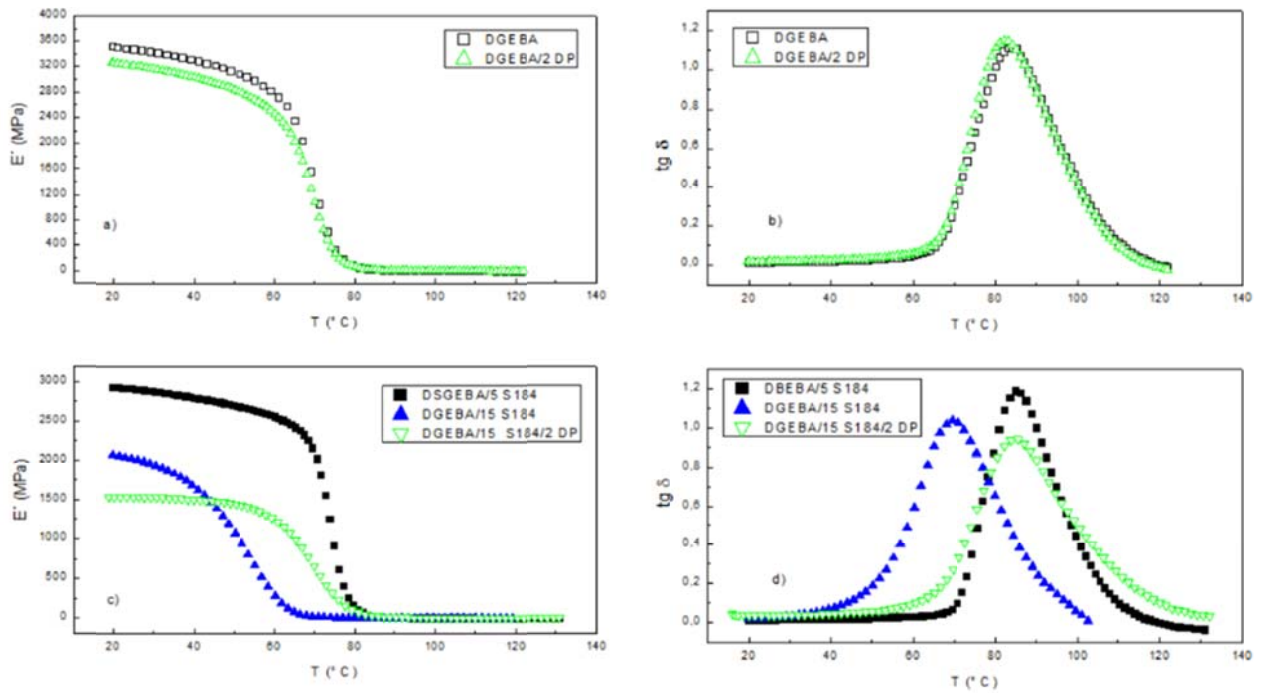 4000
3600
3200
2800
2400
2000
1600
1200
800
400
0
E' (MPa)
DGEBA
DGEBA/2 DP
a)
20 40 60 80 100 120 140
T (° C)
1,2
1,0
0,8
0,6
0,4
0,2
0,0
tg δ
DGEBA
DGEBA/2 DP
b)
20 40 60 80 100 120 140
T (° C)
3000
2500
2000
1500
1000
500
0
E' (MPa)
DSGEBA/5 S184
DGEBA/15 S184
DGEBA/15 S184/2 DP
c)
20 40 60 80 100 120 140
T (° C)
1,2
1,0
0,8
0,6
0,4
0,2
0,0
tg δ
DBEBA/5 S184
DGEBA/15 S184
DGEBA/15 S184/2 DP
d)
20 40 60 80 100 120 140
T (° C)